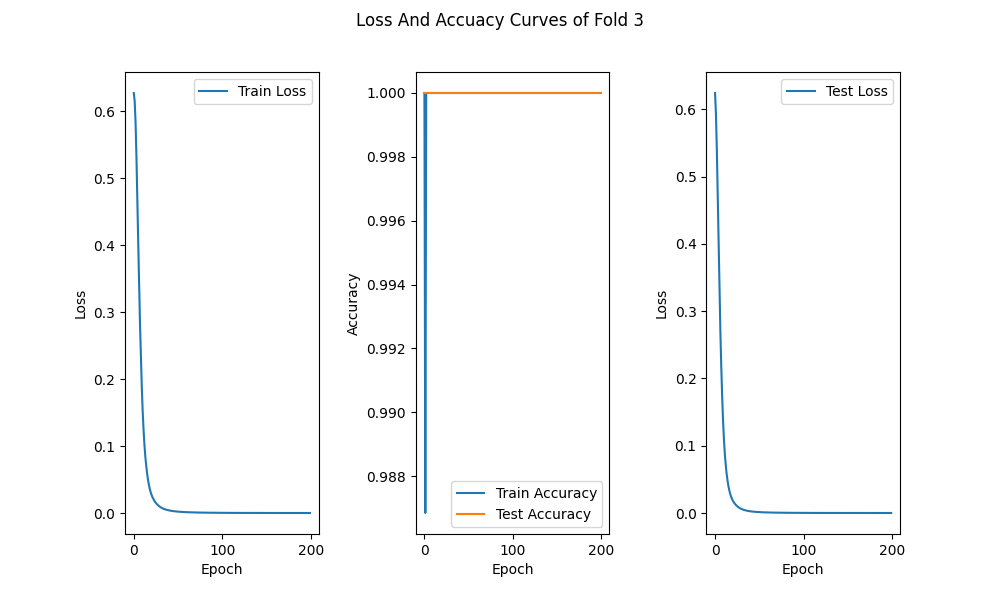 Loss And Accuacy Curves of Fold 3
Train Loss
0.6
0.5
0.4
0.3
0.2
0.1
0.0
Loss
0
100
200
Epoch
1.000
0.998
0.996
0.994
0.992
0.990
0.988
Accuracy
Train Accuracy
Test Accuracy
0
100
200
Epoch
Test Loss
0.6
0.5
0.4
0.3
0.2
0.1
0.0
Loss
0
100
200
Epoch